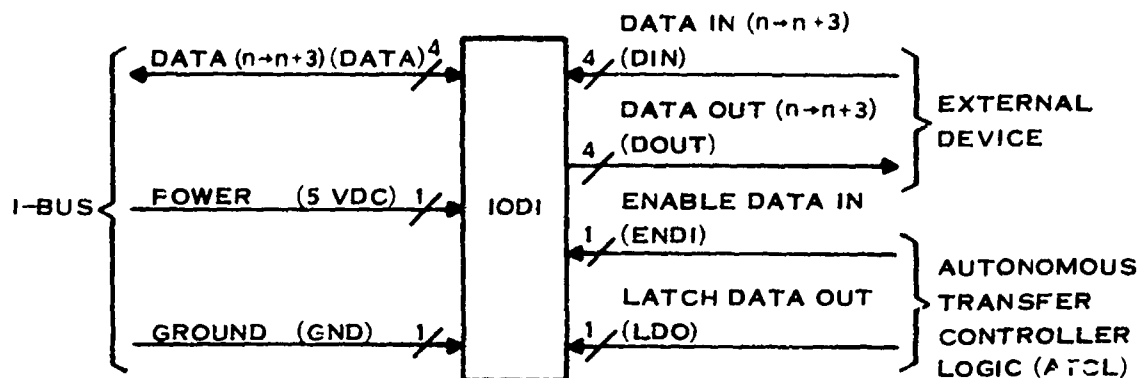 DATA IN (n→n+3)
DATA (n→n+3) (DATA) 4
4 (DIN)
DATA OUT (n→n+3)
4 (DOUT)
EXTERNAL
DEVICE
I-BUS
POWER (5 VDC) 1
IODI
ENABLE DATA IN
1 (ENDI)
LATCH DATA OUT
GROUND (GND) 1
1 (LDO)
AUTONOMOUS
TRANSFER
CONTROLLER
LOGIC (ATCL)